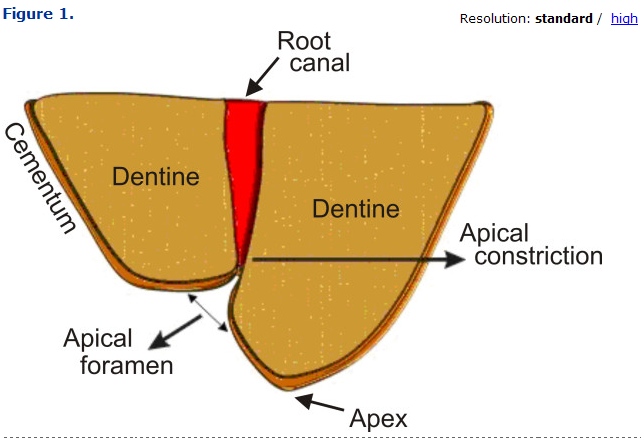 Figure 1.
Resolution: standard / high
Root
canal
Cementum
Dentine
Dentine
Apical
constriction
Apical
foramen
Apex